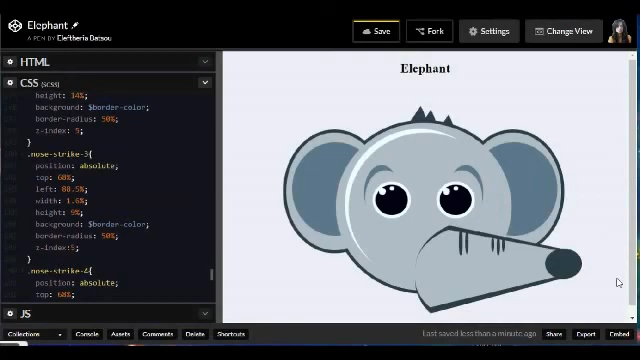 Elephant
A PEN BY Eleftheria Batsou
Save
Fork
Settings
Change View
HTML
CSS (SCSS)
height: 14%;
background: $border-color;
border-radius: 50%;
z-index: 5;
}
.nose-strike-3{
position: absolute;
top: 68%;
left: 88.5%;
width: 1.6%;
height: 9%;
background: $border-color;
border-radius: 50%;
z-index:5;
}
.nose-strike-4{
position: absolute;
top: 68%;
JS
Elephant
Collections
Console
Assets
Comments
Delete
Shortcuts
Last saved less than a minute ago
Share
Export
Embed